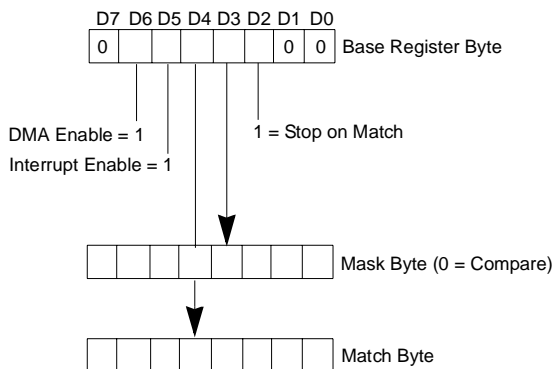 D7 D6 D5 D4 D3 D2 D1 D0
0 0 0 Base Register Byte
DMA Enable = 1
1 = Stop on Match
Interrupt Enable = 1
Mask Byte (0 = Compare)
Match Byte